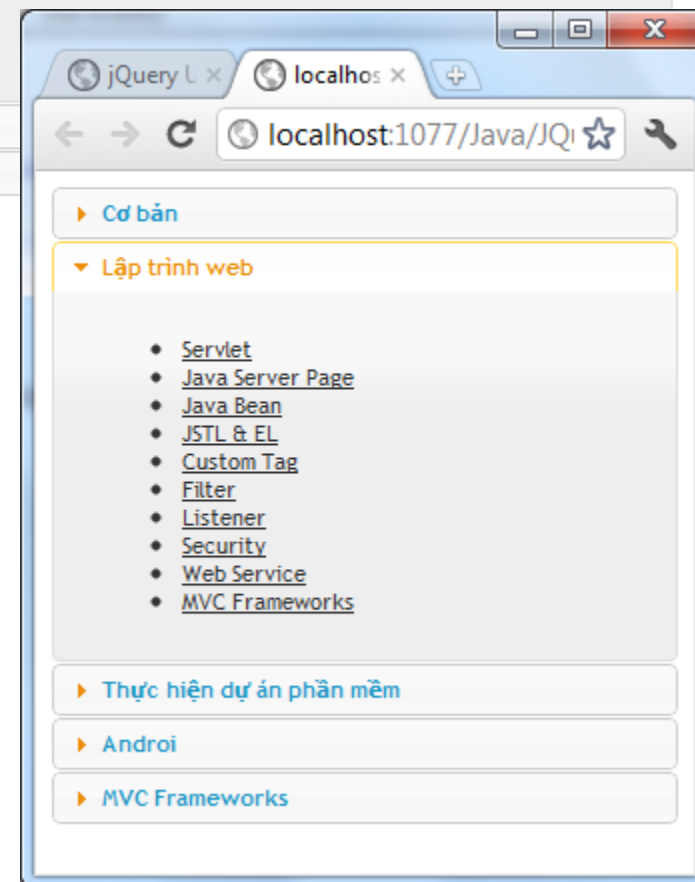 jQuery U
localhos
localhost:1077/Java/JQu
Cơ bản
Lập trình web
Servlet
Java Server Page
Java Bean
JSTL & EL
Custom Tag
Filter
Listener
Security
Web Service
MVC Frameworks
Thực hiện dự án phần mềm
Androi
MVC Frameworks